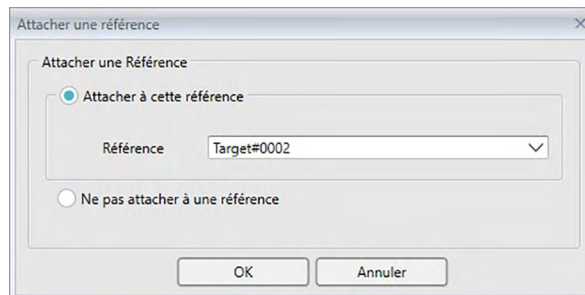 Attacher une référence
Attacher une Référence
Attacher à cette référence
Référence Target#0002
Ne pas attacher à une référence
OK Annuler